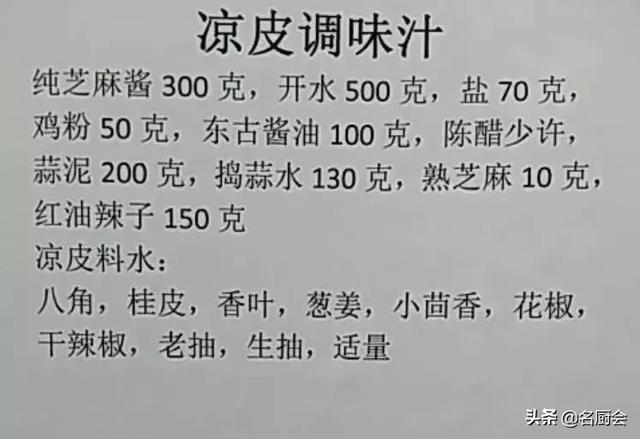 凉皮调味汁
纯芝麻酱 300 克，开水 500 克，盐 70 克，
鸡粉 50 克，东古酱油 100 克，陈醋少许，
蒜泥 200 克，捣蒜水 130 克，熟芝麻 10 克，
红油辣子 150 克
凉皮料水：
八角，桂皮，香叶，葱姜，小茴香，花椒，
干辣椒，老抽，生抽，适量
头条 @名厨会